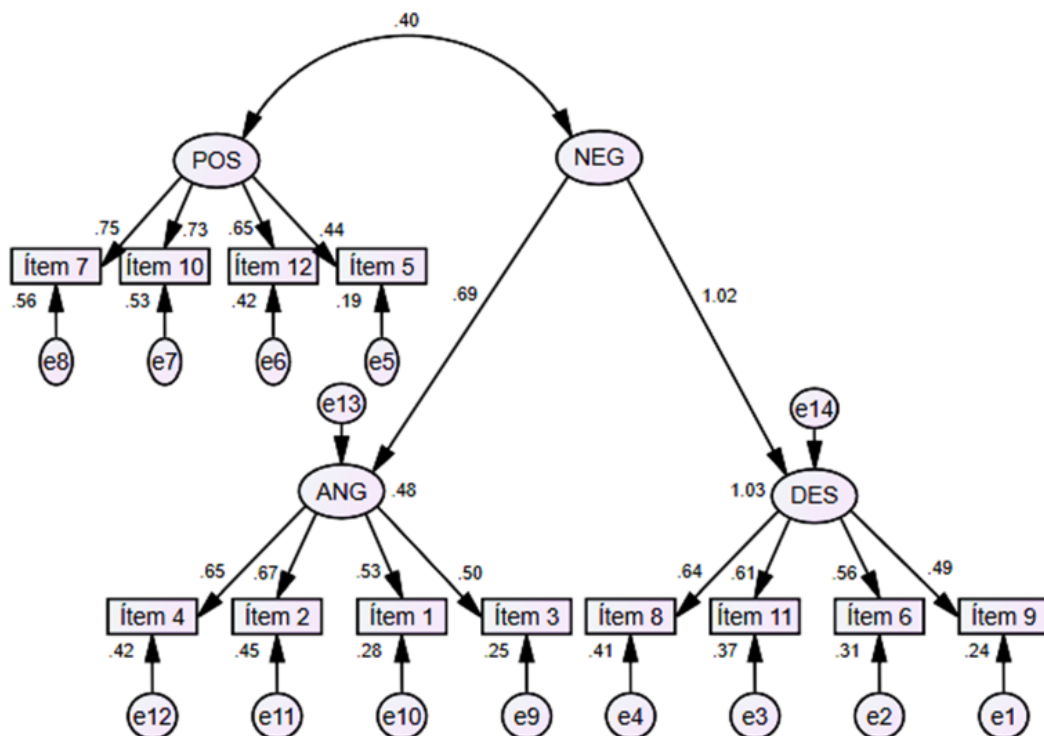 .40
POS
NEG
.75
.73
.65
.44
Ítem 7
Ítem 10
Ítem 12
Ítem 5
.56
.53
.42
.19
.69
1.02
e8
e7
e6
e5
e13
e14
ANG
.48
1.03
DES
.65
.67
.53
.50
.64
.61
.56
.49
Ítem 4
Ítem 2
Ítem 1
Ítem 3
Ítem 8
Ítem 11
Ítem 6
Ítem 9
.42
.45
.28
.25
.41
.37
.31
.24
e12
e11
e10
e9
e4
e3
e2
e1